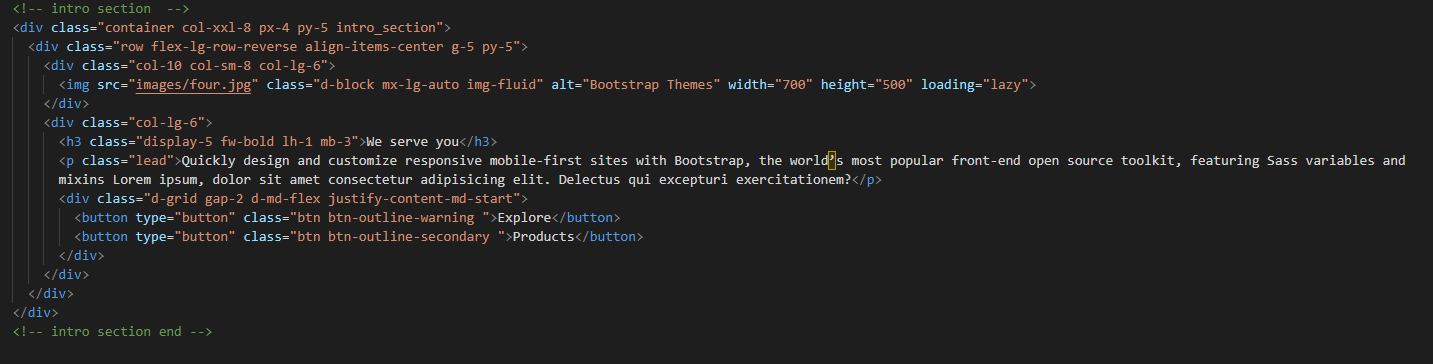 <!-- intro section  -->
<div class="container col-xxl-8 px-4 py-5 intro_section">
  <div class="row flex-lg-row-reverse align-items-center g-5 py-5">
    <div class="col-10 col-sm-8 col-lg-6">
      <img src="images/four.jpg" class="d-block mx-lg-auto img-fluid" alt="Bootstrap Themes" width="700" height="500" loading="lazy">
    </div>
    <div class="col-lg-6">
      <h3 class="display-5 fw-bold lh-1 mb-3">We serve you</h3>
      <p class="lead">Quickly design and customize responsive mobile-first sites with Bootstrap, the world’s most popular front-end open source toolkit, featuring Sass variables and
      mixins Lorem ipsum, dolor sit amet consectetur adipisicing elit. Delectus qui excepturi exercitationem?</p>
      <div class="d-grid gap-2 d-md-flex justify-content-md-start">
        <button type="button" class="btn btn-outline-warning ">Explore</button>
        <button type="button" class="btn btn-outline-secondary ">Products</button>
      </div>
    </div>
  </div>
</div>
<!-- intro section end -->